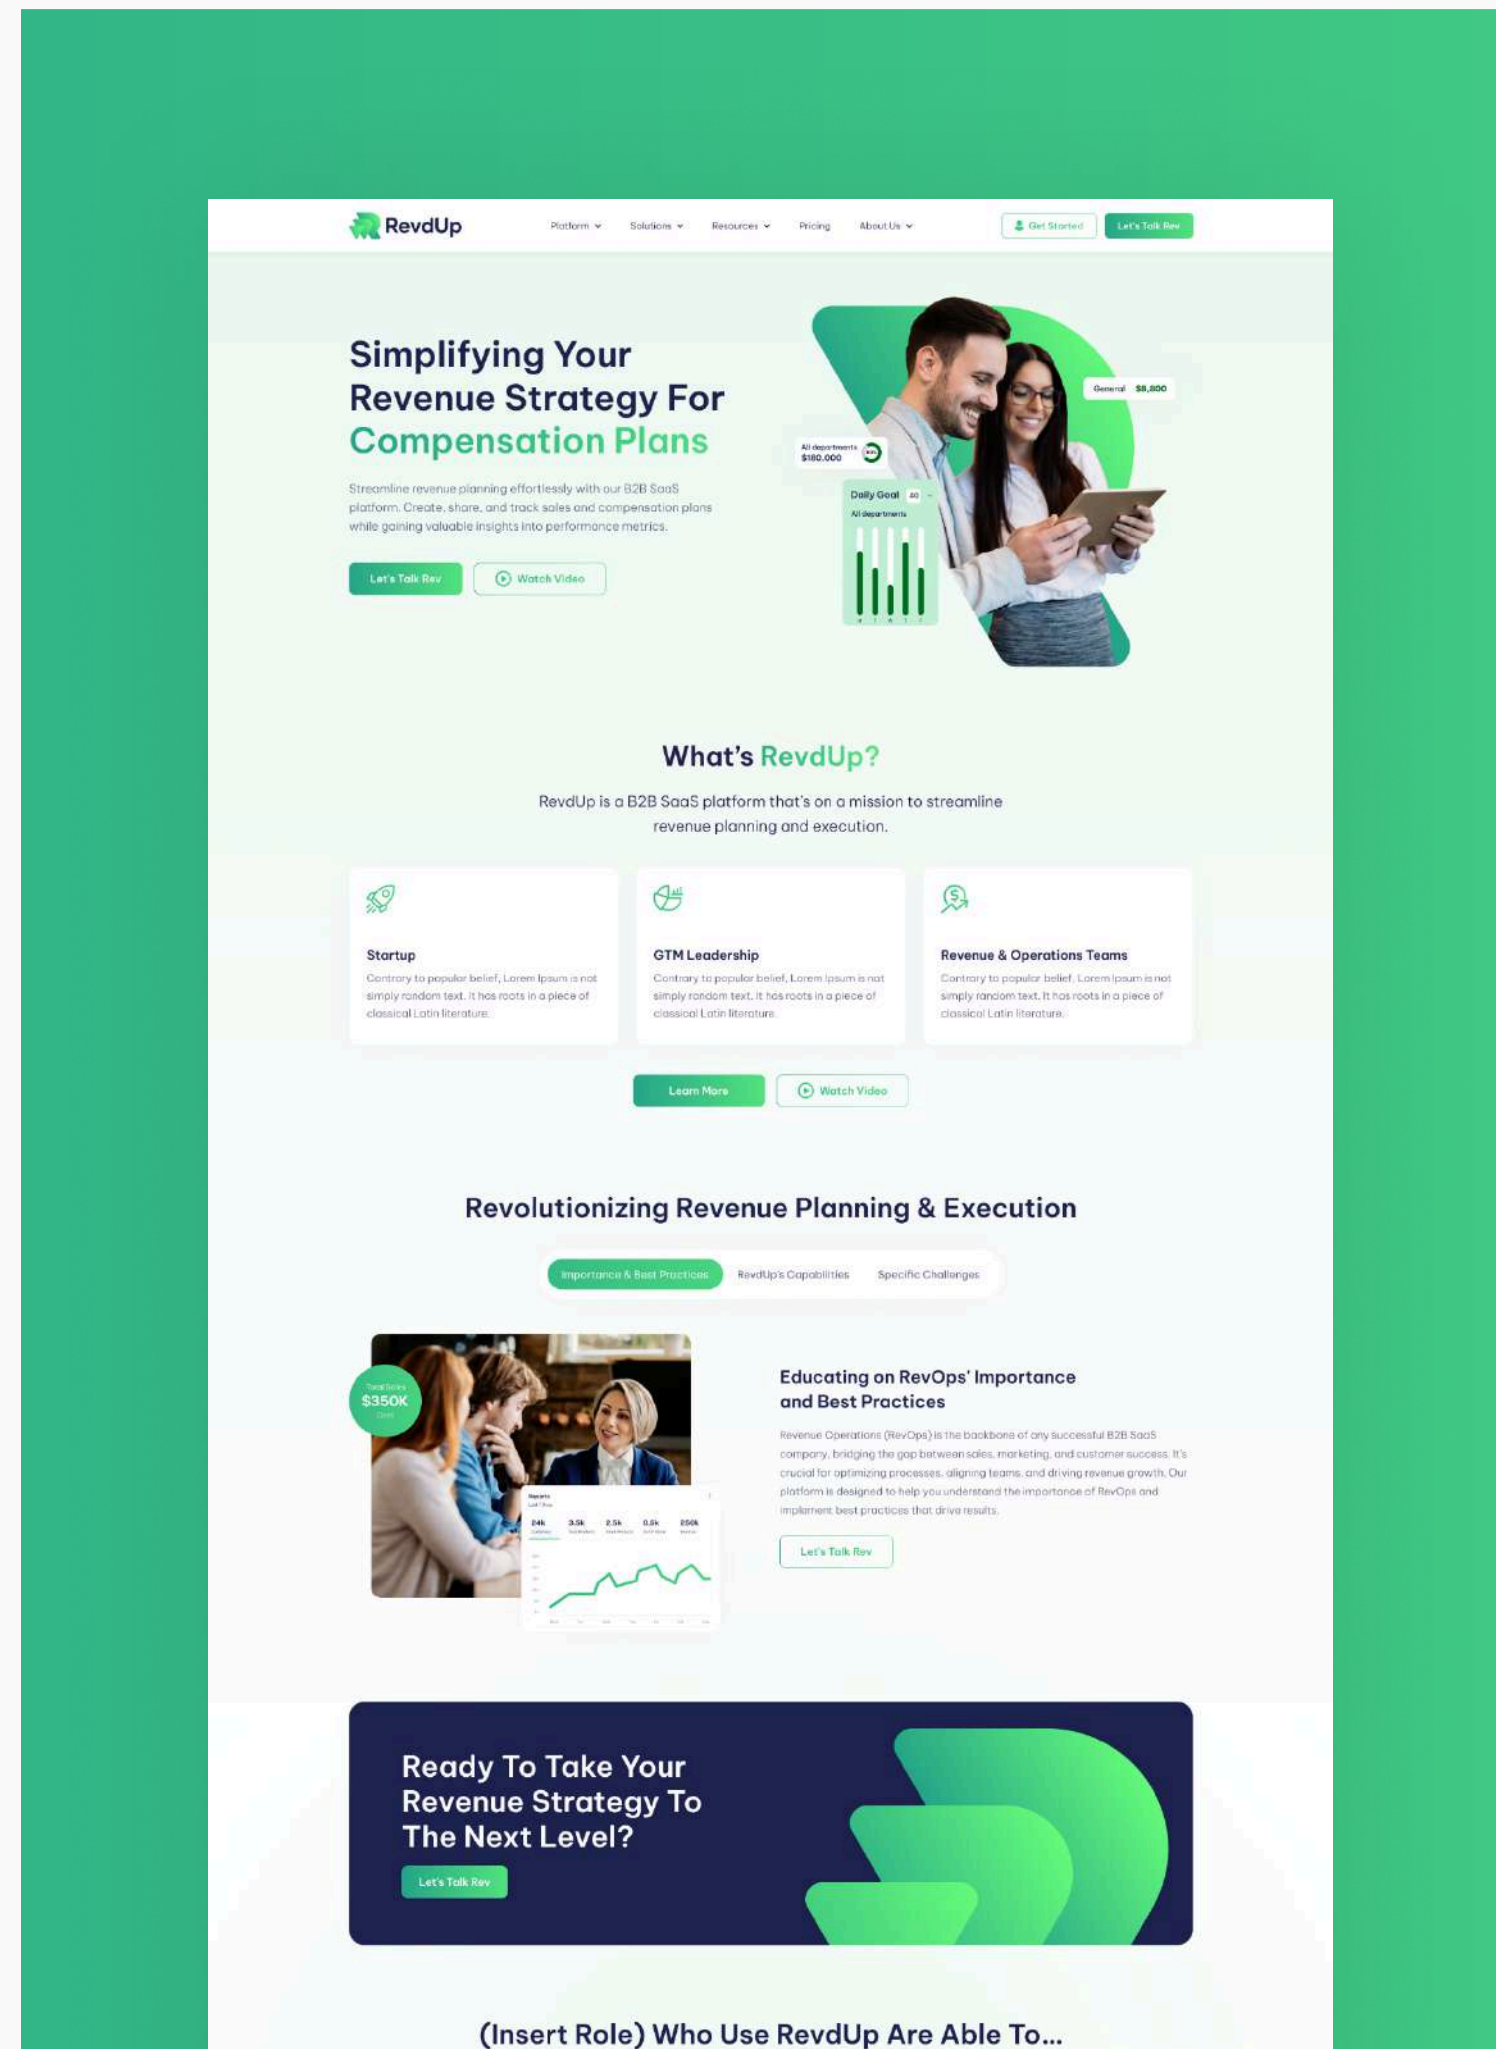 RevdUp
Platform
Solutions
Resources
Pricing
About Us
Get Started
Let's Talk Rev
Simplifying Your
Revenue Strategy For
Compensation Plans
Streamline revenue planning effortlessly with our B2B SaaS
platform. Create, share, and track sales and compensation plans
while gaining valuable insights into performance metrics.
Let's Talk Rev
Watch Video
General $8,800
All departments
$180,000
Daily Goal 40
All departments
What's RevdUp?
RevdUp is a B2B SaaS platform that's on a mission to streamline
revenue planning and execution.
Startup
Contrary to popular belief, Lorem Ipsum is not
simply random text. It has roots in a piece of
classical Latin literature.
GTM Leadership
Contrary to popular belief, Lorem Ipsum is not
simply random text. It has roots in a piece of
classical Latin literature.
Revenue & Operations Teams
Contrary to popular belief, Lorem Ipsum is not
simply random text. It has roots in a piece of
classical Latin literature.
Learn More
Watch Video
Revolutionizing Revenue Planning & Execution
Importance & Best Practices
RevdUp's Capabilities
Specific Challenges
Total Sales
$350K
Reports
24k
3.5k
2.5k
0.5k
250k
Educating on RevOps' Importance
and Best Practices
Revenue Operations (RevOps) is the backbone of any successful B2B SaaS
company, bridging the gap between sales, marketing, and customer success. It's
crucial for optimizing processes, aligning teams, and driving revenue growth. Our
platform is designed to help you understand the importance of RevOps and
implement best practices that drive results.
Let's Talk Rev
Ready To Take Your
Revenue Strategy To
The Next Level?
Let's Talk Rev
(Insert Role) Who Use RevdUp Are Able To...